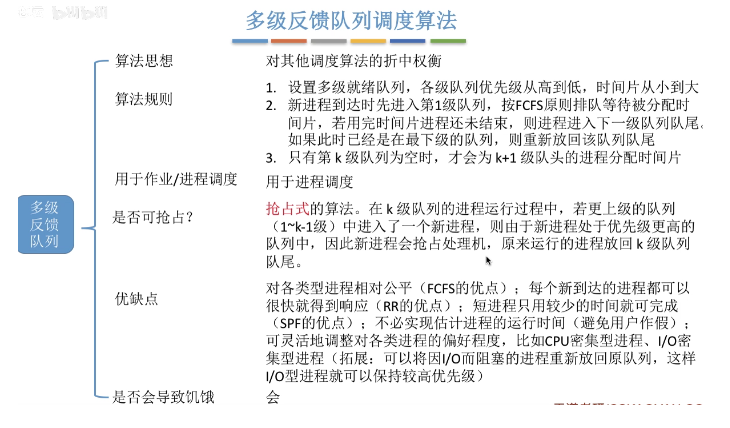 多级反馈队列调度算法
算法思想
对其他调度算法的折中权衡
算法规则
1. 设置多级就绪队列，各级队列优先级从高到低，时间片从小到大
2. 新进程到达时先进入第1级队列，按FCFS原则排队等待被分配时
间片，若用完时间片进程还未结束，则进程进入下一级队列队尾。
如果此时已经是在最下级的队列，则重新放回该队列队尾
3. 只有第 k 级队列为空时，才会为 k+1 级队头的进程分配时间片
用于作业/进程调度
用于进程调度
多级
反馈
队列
是否可抢占？
抢占式的算法。在 k 级队列的进程运行过程中，若更上级的队列
（1~k-1级）中进入了一个新进程，则由于新进程处于优先级更高的
队列中，因此新进程会抢占处理机，原来运行的进程放回 k 级队列
队尾。
优缺点
对各类型进程相对公平（FCFS的优点）；每个新到达的进程都可以
很快就得到响应（RR的优点）；短进程只用较少的时间就可完成
（SPF的优点）；不必实现估计进程的运行时间（避免用户作假）；
可灵活地调整对各类进程的偏好程度，比如CPU密集型进程、I/O密
集型进程（拓展：可以将因I/O而阻塞的进程重新放回原队列，这样
I/O型进程就可以保持较高优先级）
是否会导致饥饿
会